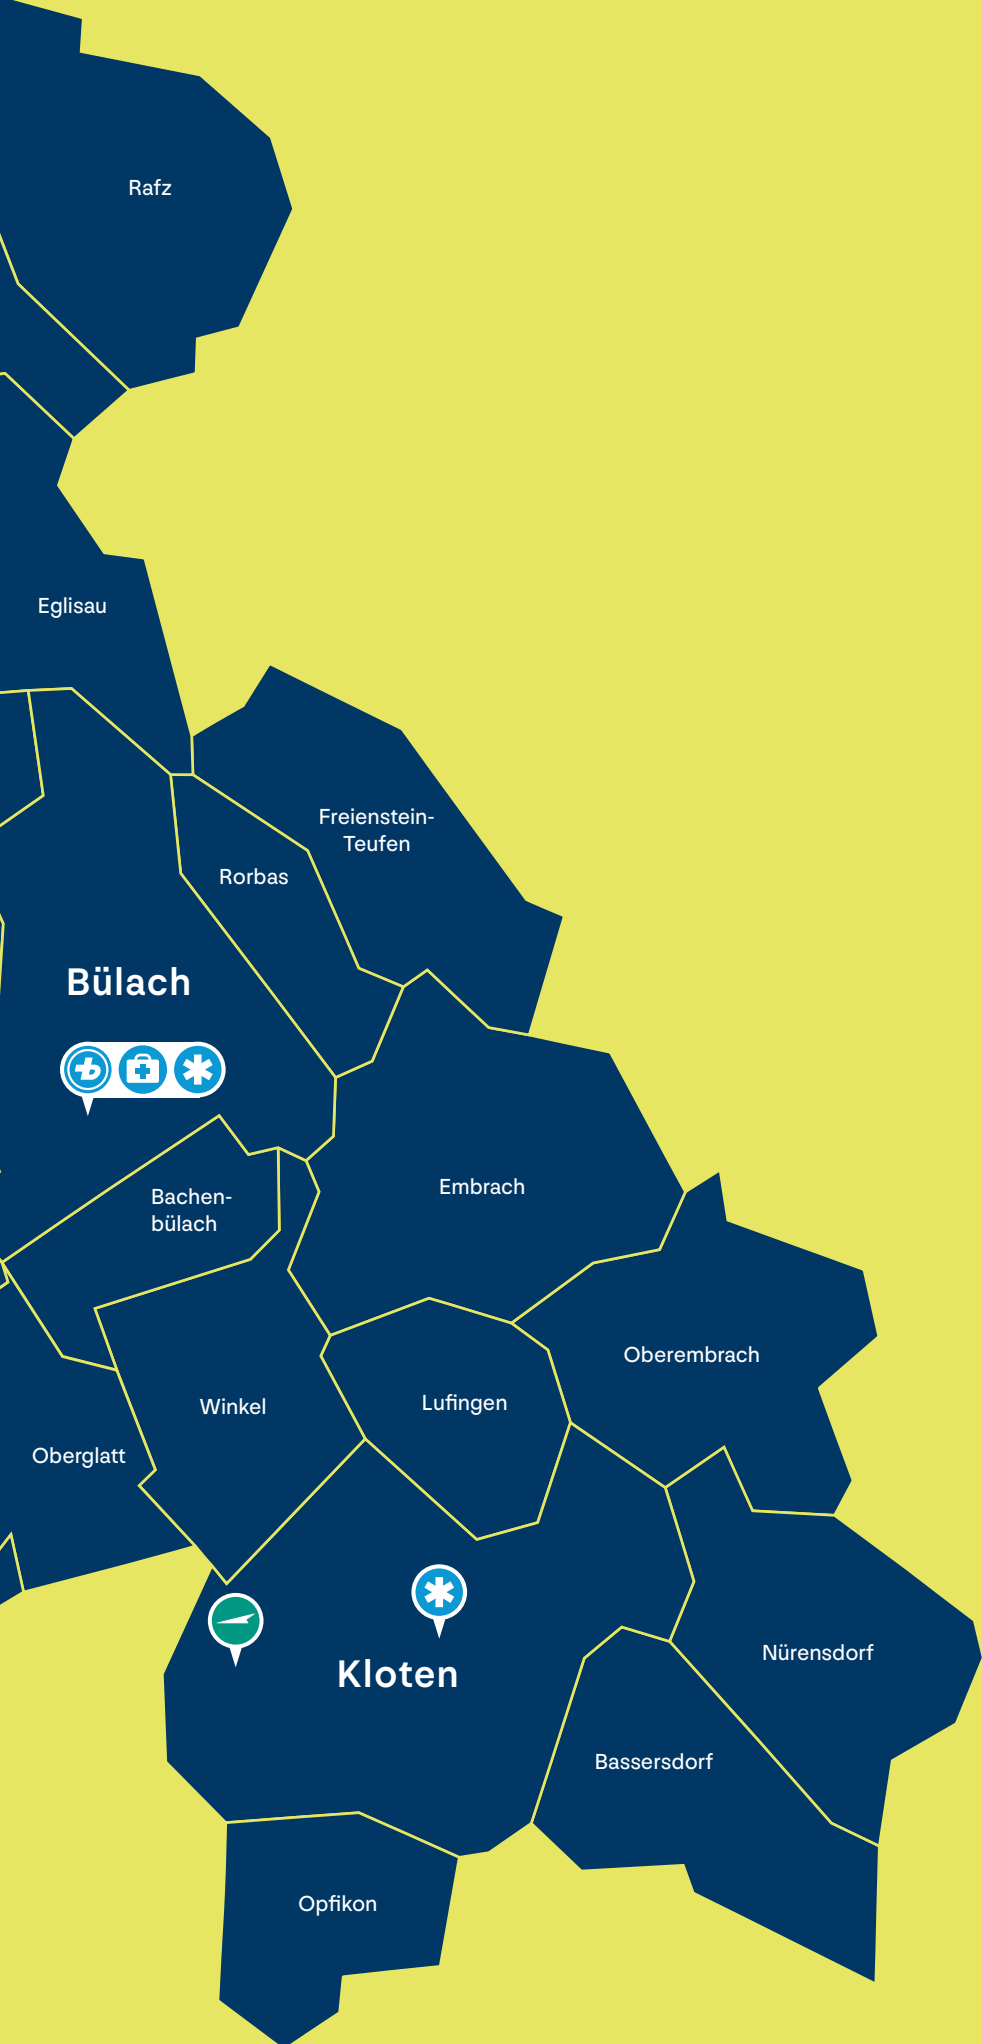 Rafz
Eglisau
Freienstein-
Teufen
Rorbas
Bülach
Embrach
Bachen-
bülach
Oberembrach
Lufingen
Winkel
Oberglatt
Nürensdorf
Kloten
Bassersdorf
Opfikon